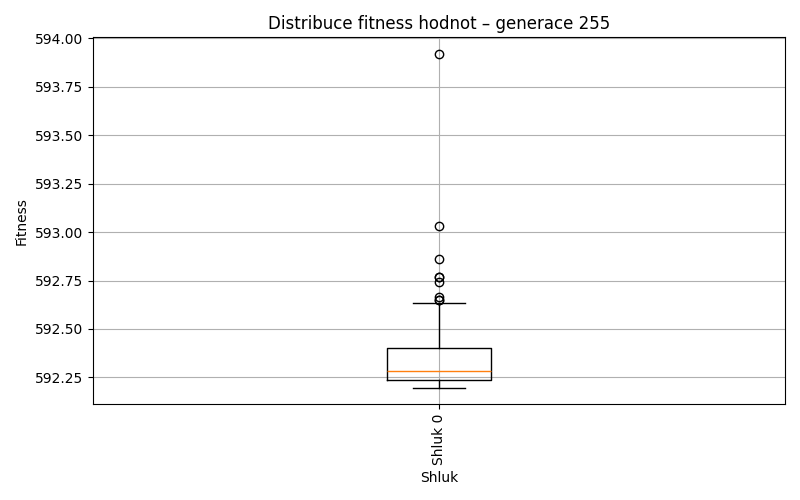 Distribuce fitness hodnot – generace 255
594.00
593.75
593.50
593.25
593.00
592.75
592.50
592.25
Fitness
Shluk 0
Shluk